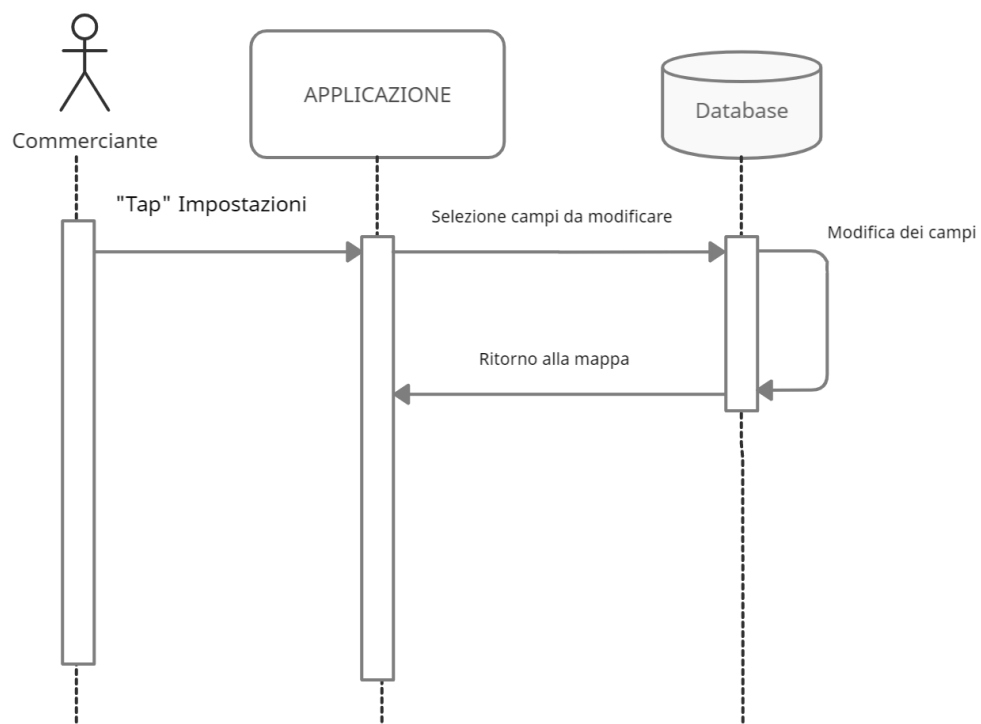 APPLICAZIONE
Database
Commerciante
"Tap" Impostazioni
Selezione campi da modificare
Modifica dei campi
Ritorno alla mappa